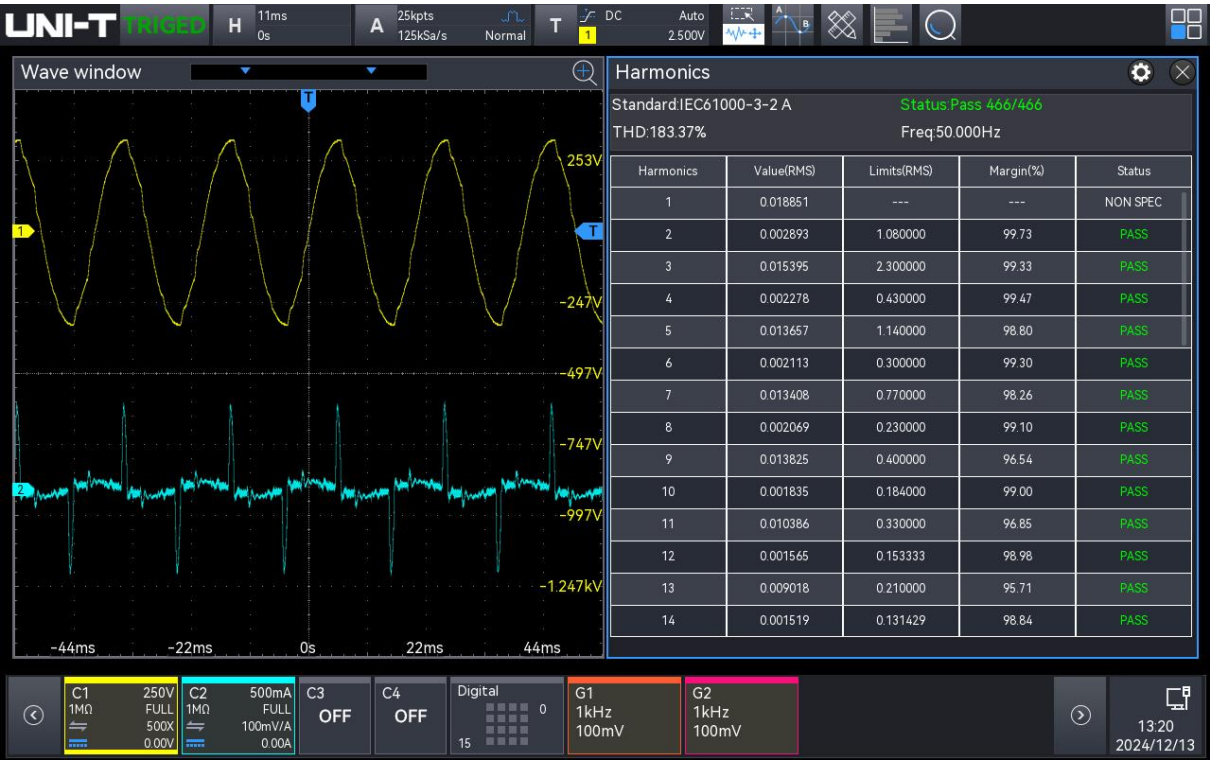 UNI-T TRIGED H 11ms 0s A 25kpts 125kSa/s Normal T 1 DC Auto 2.500V A B
Wave window
T
253V
1 T
-247V
-497V
-747V
2
-997V
-1.247kV
-44ms -22ms 0s 22ms 44ms
Harmonics
Standard:IEC61000-3-2 A Status:Pass 466/466
THD:183.37% Freq:50.000Hz
Harmonics Value(RMS) Limits(RMS) Margin(%) Status
1 0.018851 --- --- NON SPEC
2 0.002893 1.080000 99.73 PASS
3 0.015395 2.300000 99.33 PASS
4 0.002278 0.430000 99.47 PASS
5 0.013657 1.140000 98.80 PASS
6 0.002113 0.300000 99.30 PASS
7 0.013408 0.770000 98.26 PASS
8 0.002069 0.230000 99.10 PASS
9 0.013825 0.400000 96.54 PASS
10 0.001835 0.184000 99.00 PASS
11 0.010386 0.330000 96.85 PASS
12 0.001565 0.153333 98.98 PASS
13 0.009018 0.210000 95.71 PASS
14 0.001519 0.131429 98.84 PASS
C1 250V
1MΩ FULL
500X
0.00V
C2 500mA
1MΩ FULL
100mV/A
0.00A
C3
OFF
C4
OFF
Digital
0
15
G1
1kHz
100mV
G2
1kHz
100mV
13:20
2024/12/13